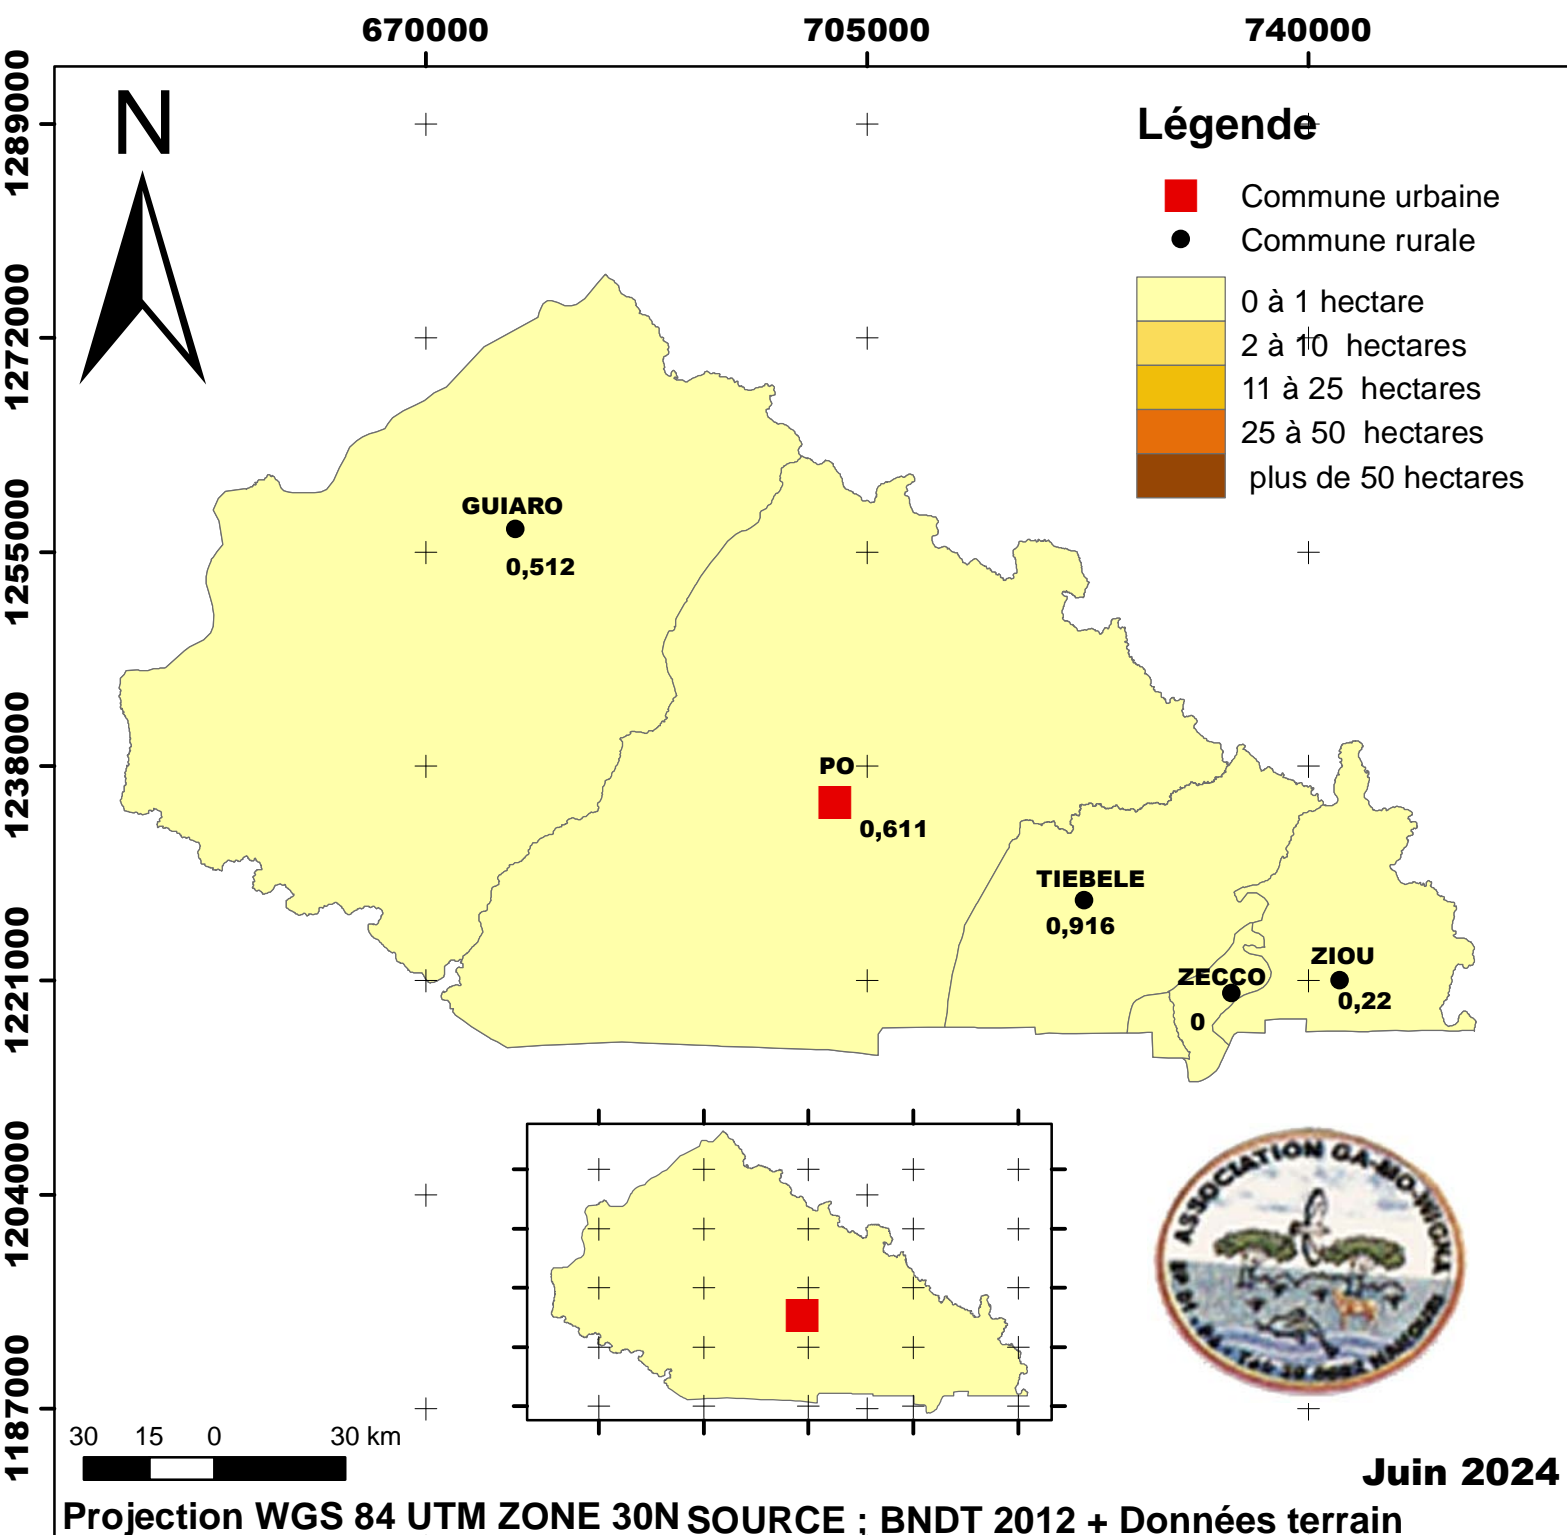 670000 705000 740000
1289000
1272000
1255000
1238000
1221000
1204000
1187000
N
Légende
Commune urbaine
Commune rurale
0 à 1 hectare
2 à 10 hectares
11 à 25 hectares
25 à 50 hectares
plus de 50 hectares
GUIARO
0,512
PO
0,611
TIEBELE
0,916
ZECCO
0
ZIOU
0,22
ASSOCIATION GA-MO-WIGNA
30 15 0 30 km
Juin 2024
Projection WGS 84 UTM ZONE 30N SOURCE ; BNDT 2012 + Données terrain